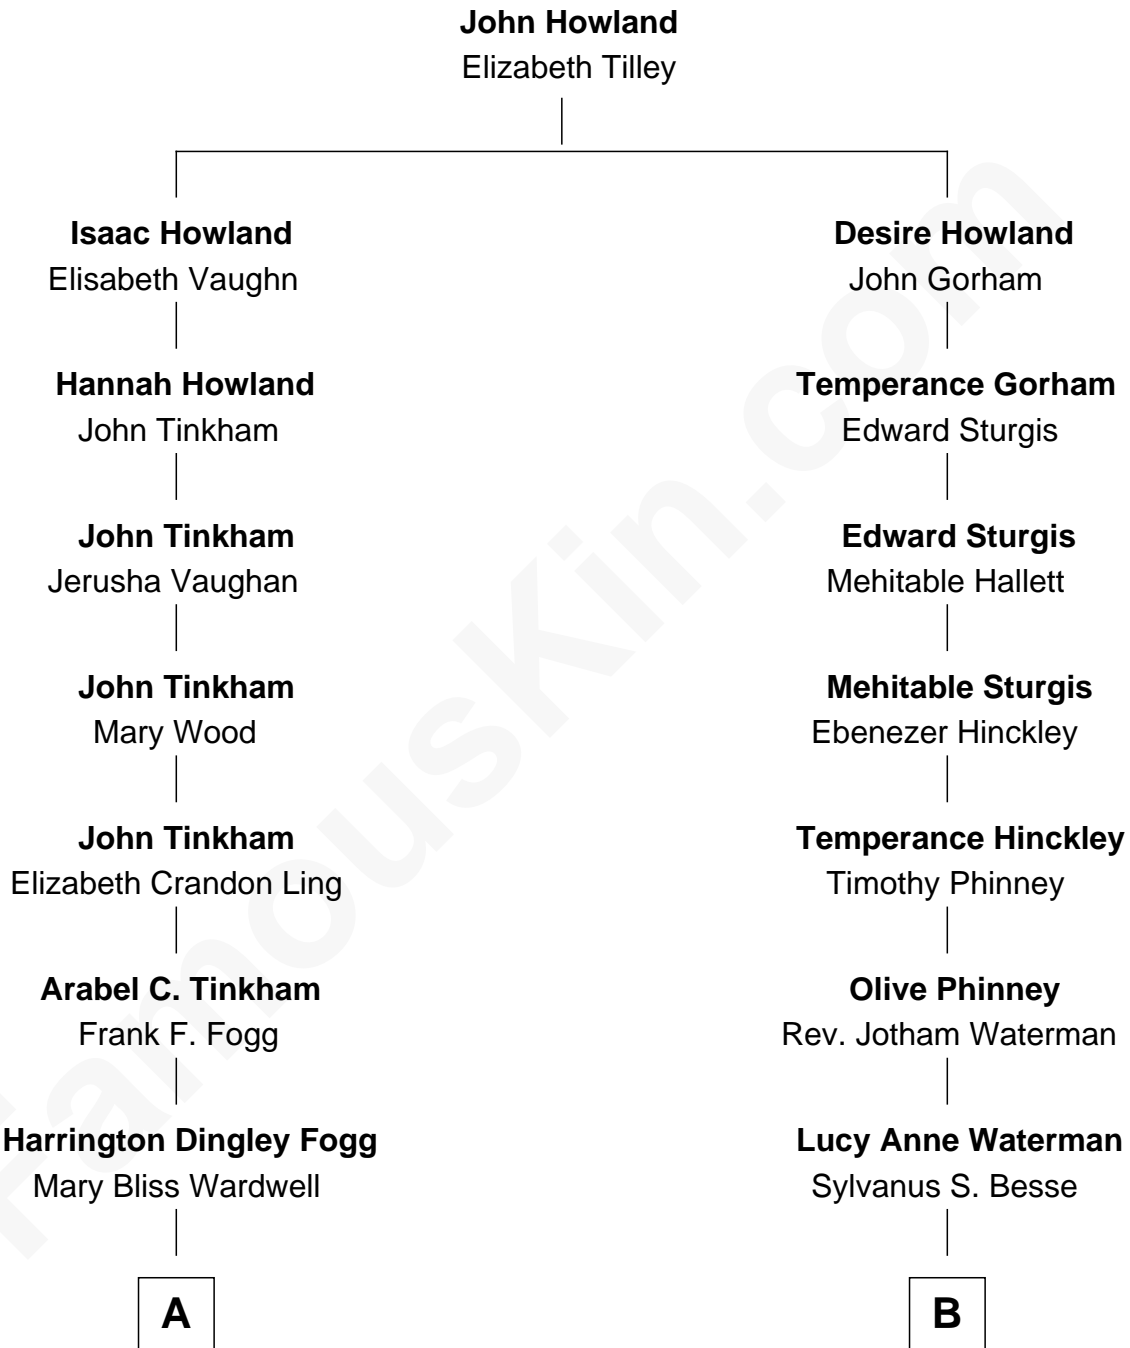 John Howland
Elizabeth Tilley
Isaac Howland
Elisabeth Vaughn
Desire Howland
John Gorham
Hannah Howland
John Tinkham
Temperance Gorham
Edward Sturgis
John Tinkham
Jerusha Vaughan
Edward Sturgis
Mehitable Hallett
John Tinkham
Mary Wood
Mehitable Sturgis
Ebenezer Hinckley
John Tinkham
Elizabeth Crandon Ling
Temperance Hinckley
Timothy Phinney
Arabel C. Tinkham
Frank F. Fogg
Olive Phinney
Rev. Jotham Waterman
Harrington Dingley Fogg
Mary Bliss Wardwell
Lucy Anne Waterman
Sylvanus S. Besse
A
B
FamousKin.com